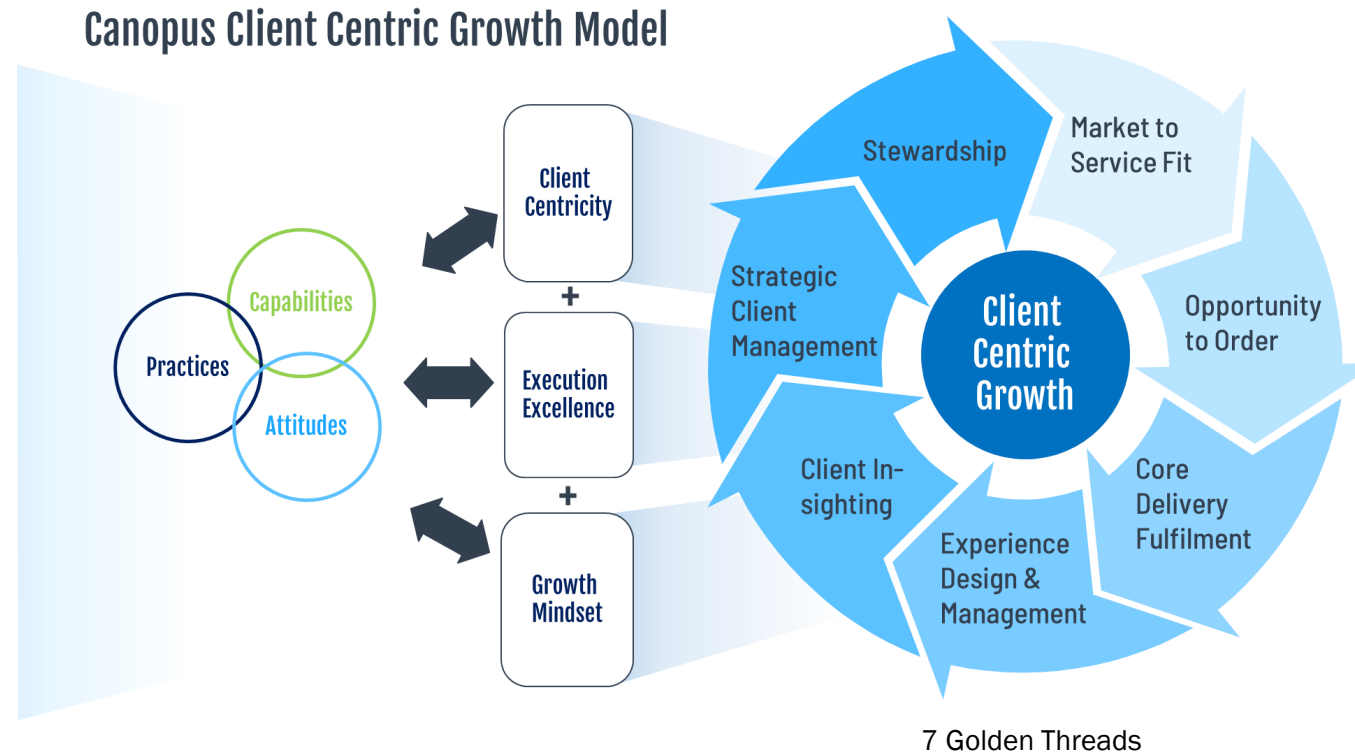 Canopus Client Centric Growth Model
Capabilities
Practices
Attitudes
Client
Centricity
+
Execution
Excellence
+
Growth
Mindset
Stewardship
Market to
Service Fit
Opportunity
to Order
Core
Delivery
Fulfilment
Experience
Design &
Management
Client In-
sighting
Strategic
Client
Management
Client
Centric
Growth
7 Golden Threads